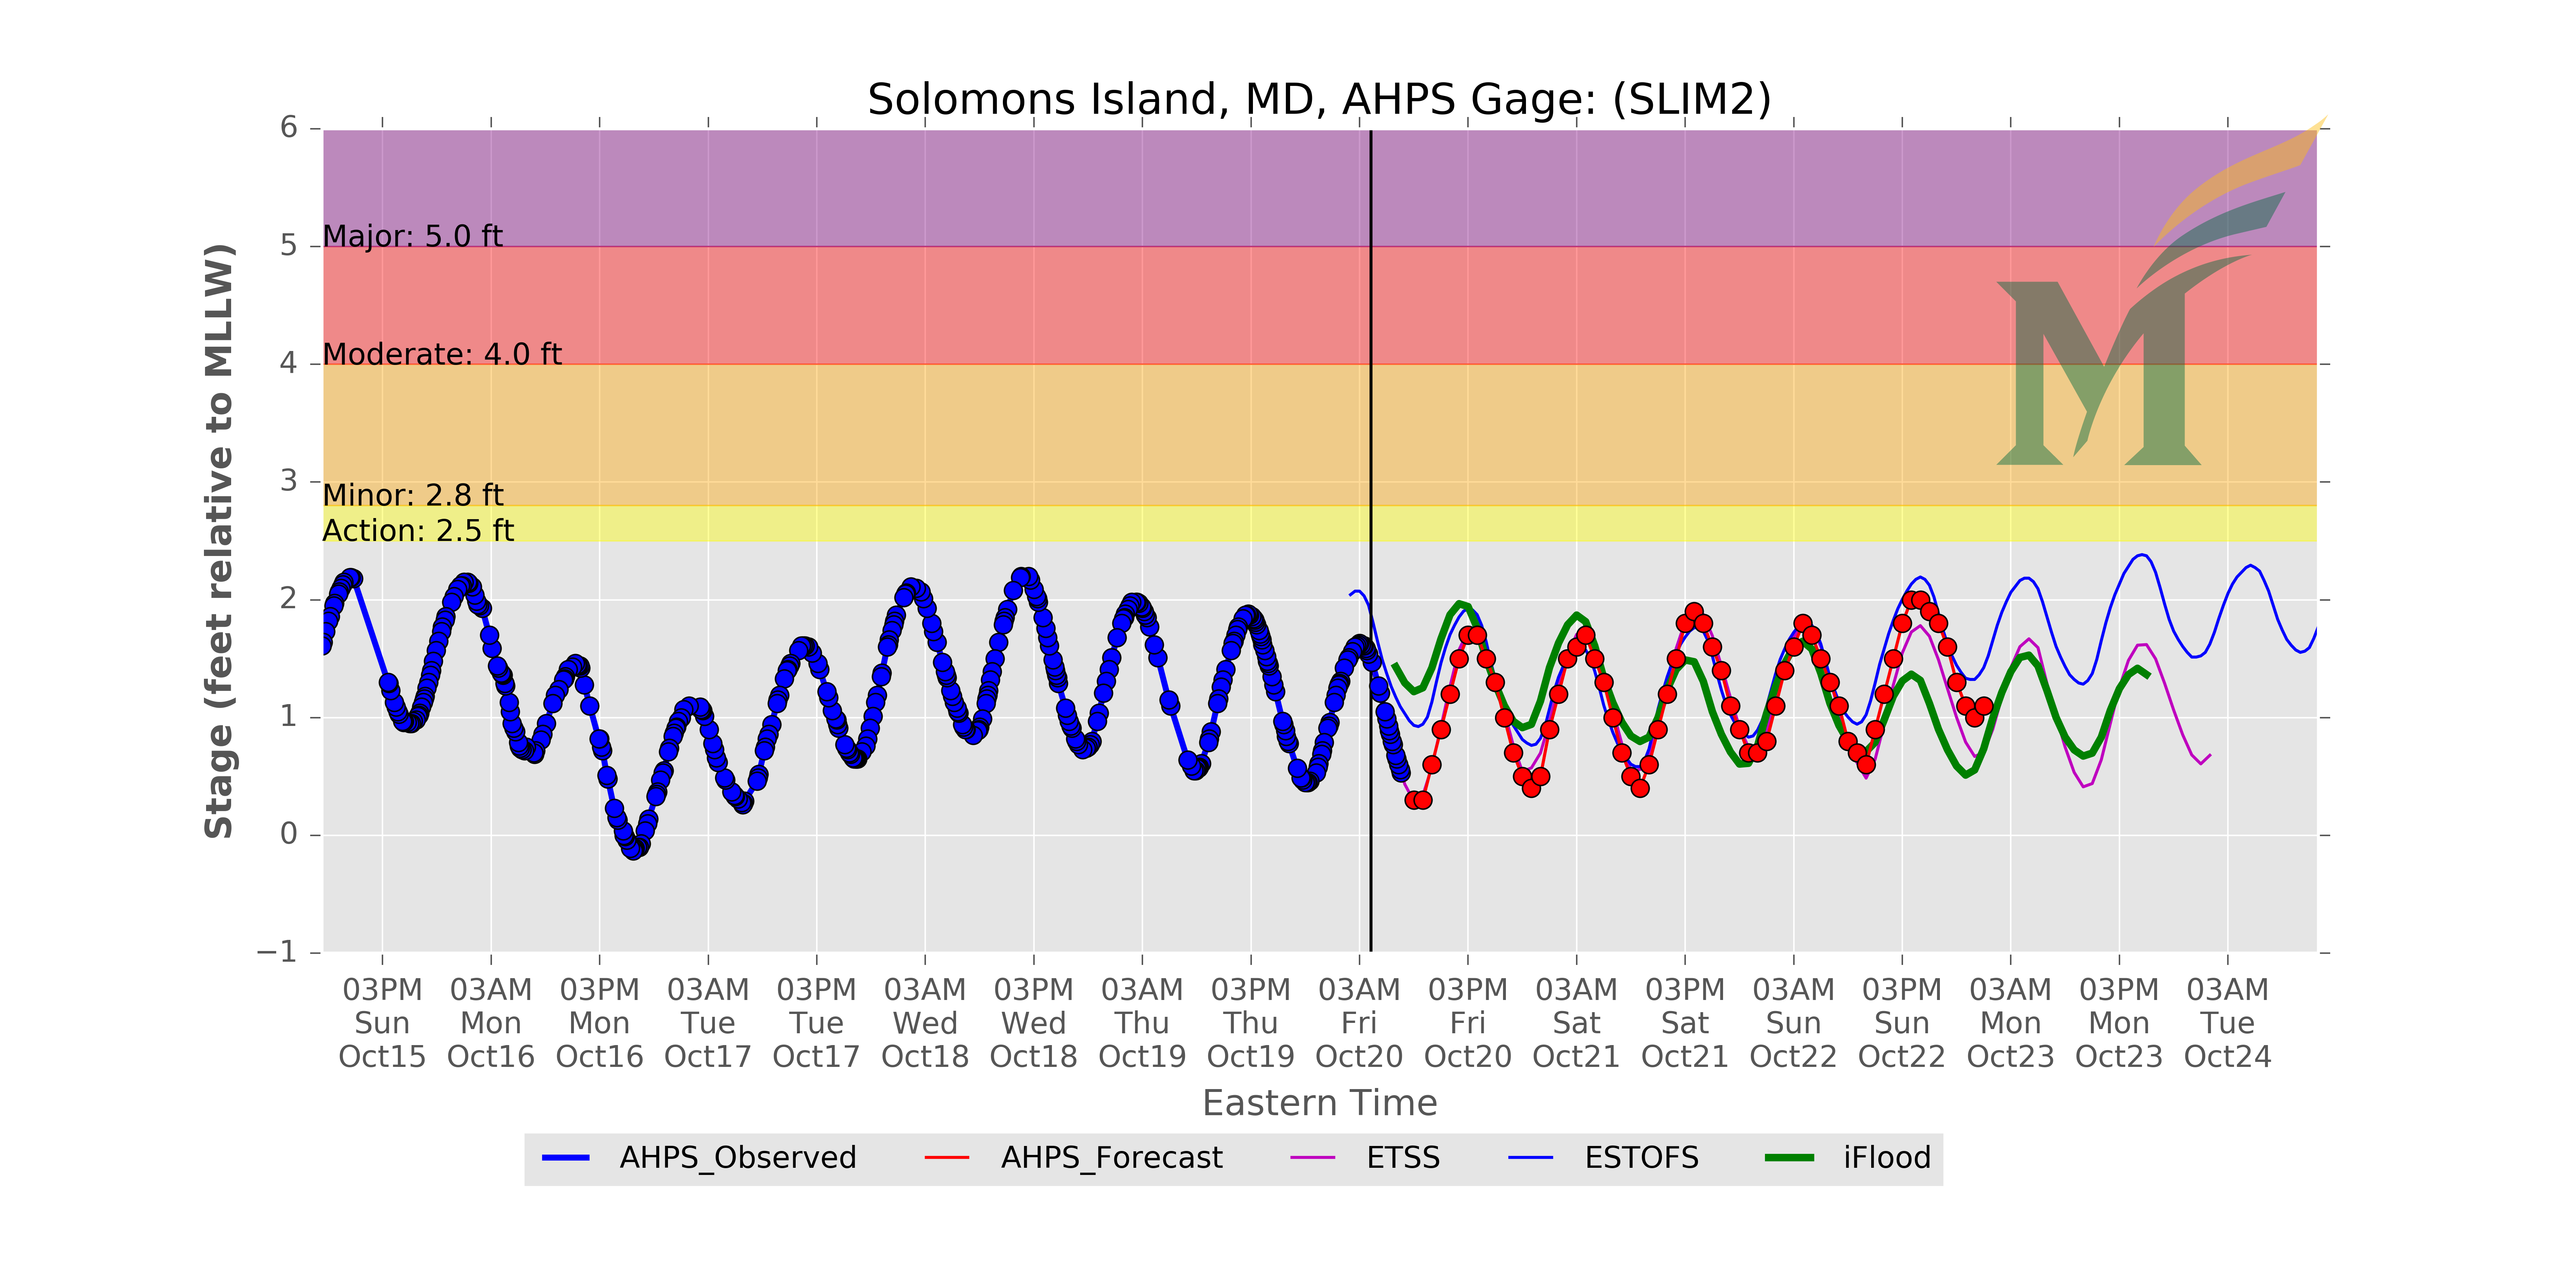 Solomons Island, MD, AHPS Gage: (SLIM2)
6
5
4
3
2
1
0
−1
Stage (feet relative to MLLW)
Major: 5.0 ft
Moderate: 4.0 ft
Minor: 2.8 ft
Action: 2.5 ft
M
03PM 03AM 03PM 03AM 03PM 03AM 03PM 03AM 03PM 03AM 03PM 03AM 03PM 03AM 03PM 03AM 03PM 03AM
Sun Mon Mon Tue Tue Wed Wed Thu Thu Fri Fri Sat Sat Sun Sun Mon Mon Tue
Oct15 Oct16 Oct16 Oct17 Oct17 Oct18 Oct18 Oct19 Oct19 Oct20 Oct20 Oct21 Oct21 Oct22 Oct22 Oct23 Oct23 Oct24
Eastern Time
AHPS_Observed AHPS_Forecast ETSS ESTOFS iFlood